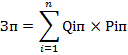 Зп = ∑_{i=1}^{n} Qiп × Piп